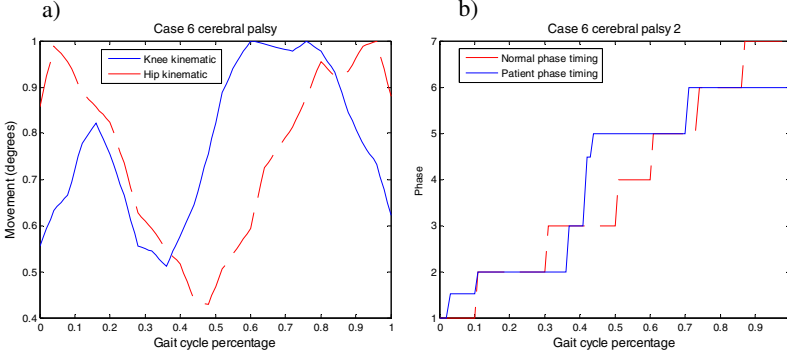 a)
Case 6 cerebral palsy
Movement (degrees)
1
0.9
0.8
0.7
0.6
0.5
0.4
Knee kinematic
Hip kinematic
0 0.1 0.2 0.3 0.4 0.5 0.6 0.7 0.8 0.9 1
Gait cycle percentage
b)
Case 6 cerebral palsy 2
Phase
7
6
5
4
3
2
1
Normal phase timing
Patient phase timing
0 0.1 0.2 0.3 0.4 0.5 0.6 0.7 0.8 0.9
Gait cycle percentage